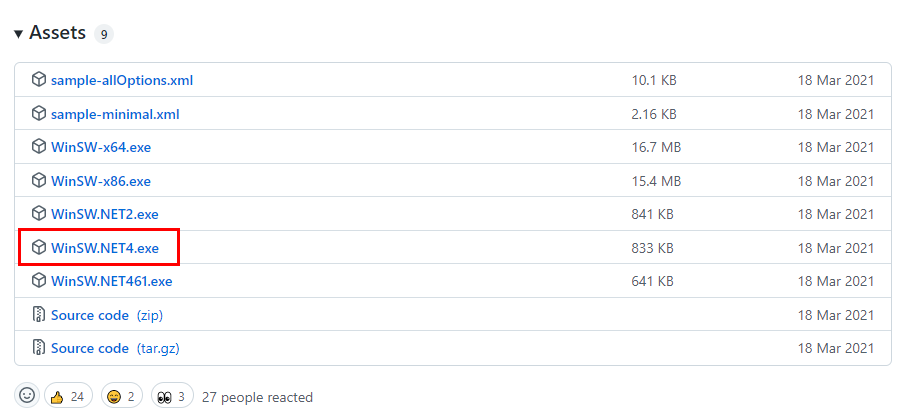 Assets 9
sample-allOptions.xml 10.1 KB 18 Mar 2021
sample-minimal.xml 2.16 KB 18 Mar 2021
WinSW-x64.exe 16.7 MB 18 Mar 2021
WinSW-x86.exe 15.4 MB 18 Mar 2021
WinSW.NET2.exe 841 KB 18 Mar 2021
WinSW.NET4.exe 833 KB 18 Mar 2021
WinSW.NET461.exe 641 KB 18 Mar 2021
Source code (zip) 18 Mar 2021
Source code (tar.gz) 18 Mar 2021
24 2 3 27 people reacted